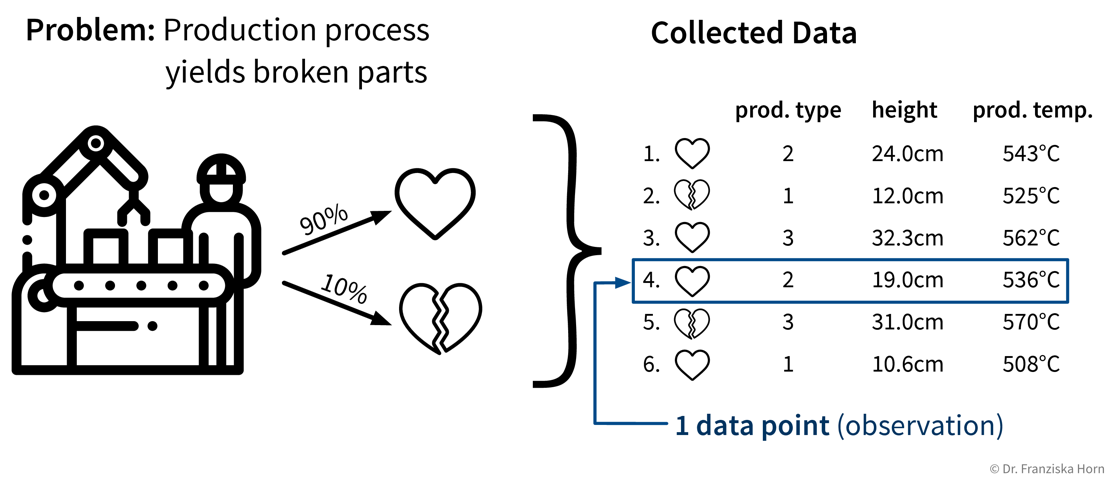 Problem: Production process
yields broken parts
90%
10%
Collected Data
prod. type height prod. temp.
1. 2 24.0cm 543°C
2. 1 12.0cm 525°C
3. 3 32.3cm 562°C
4. 2 19.0cm 536°C
5. 3 31.0cm 570°C
6. 1 10.6cm 508°C
1 data point (observation)
© Dr. Franziska Horn